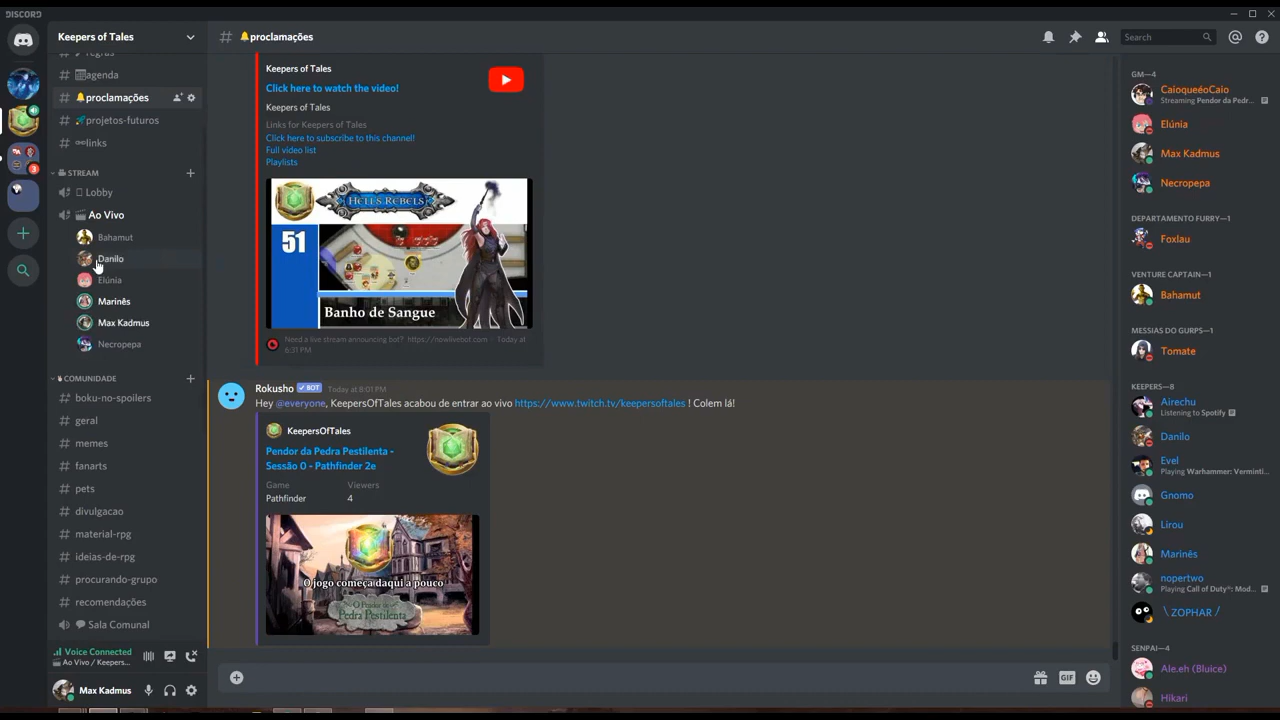 DISCORD
Keepers of Tales
proclamações
Search
regras
agenda
proclamações
projetos-futuros
links
STREAM
Lobby
Ao Vivo
Bahamut
Danilo
Elúnia
Marinês
Max Kadmus
Necropepa
COMUNIDADE
boku-no-spoilers
geral
memes
fanarts
pets
divulgacao
material-rpg
ideias-de-rpg
procurando-grupo
recomendações
Sala Comunal
Voice Connected
Ao Vivo / Keepers...
Max Kadmus
3
Keepers of Tales
Click here to watch the video!
Keepers of Tales
Links for Keepers of Tales
Click here to subscribe to this channel!
Full video list
Playlists
HELL'S REBELS
51
Banho de Sangue
Need a live stream announcing bot? https://nowlivebot.com · Today at
6:31 PM
Rokusho BOT Today at 8:01PM
Hey @everyone, KeepersOfTales acabou de entrar ao vivo https://www.twitch.tv/keepersoftales ! Colem lá!
KeepersOfTales
Pendor da Pedra Pestilenta -
Sessão 0 - Pathfinder 2e
Game Viewers
Pathfinder 4
O jogo começa daqui a pouco
O Pendor de
Pedra Pestilenta
GIF
GM—4
CaioqueéoCaio
Streaming Pendor da Pedr...
Elúnia
Max Kadmus
Necropepa
DEPARTAMENTO FURRY—1
Foxlau
VENTURE CAPTAIN—1
Bahamut
MESSIAS DO GURPS—1
Tomate
KEEPERS—8
Airechu
Listening to Spotify
Danilo
Evel
Playing Warhammer: Verminti...
Gnomo
Lirou
Marinês
nopertwo
Playing Call of Duty®: Mod...
\ ZOPHAR /
SENPAI—4
Ale.eh (Bluice)
Hikari